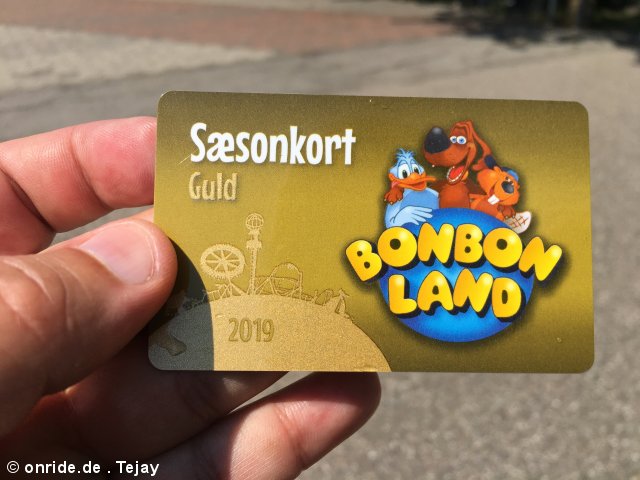 Sæsonkort
Guld
BONBON
LAND
2019
© onride.de . Tejay